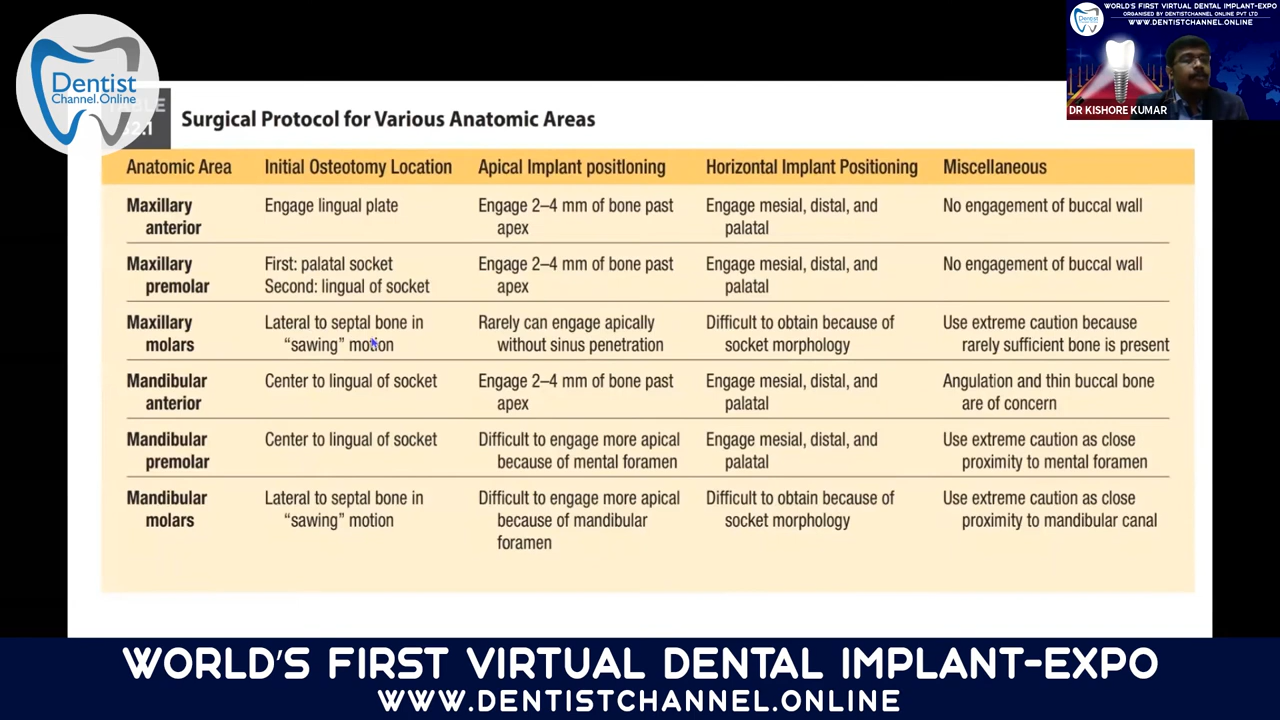 WORLD'S FIRST VIRTUAL DENTAL IMPLANT-EXPO
ORGANISED BY DENTISTCHANNEL.ONLINE PVT LTD
WWW.DENTISTCHANNEL.ONLINE
DR KISHORE KUMAR
Dentist
Channel.Online
Surgical Protocol for Various Anatomic Areas
Anatomic Area Initial Osteotomy Location Apical Implant positioning Horizontal Implant Positioning Miscellaneous
Maxillary Engage lingual plate Engage 2–4 mm of bone past Engage mesial, distal, and No engagement of buccal wall
anterior apex palatal
Maxillary First: palatal socket Engage 2–4 mm of bone past Engage mesial, distal, and No engagement of buccal wall
premolar Second: lingual of socket apex palatal
Maxillary Lateral to septal bone in Rarely can engage apically Difficult to obtain because of Use extreme caution because
molars “sawing” motion without sinus penetration socket morphology rarely sufficient bone is present
Mandibular Center to lingual of socket Engage 2–4 mm of bone past Engage mesial, distal, and Angulation and thin buccal bone
anterior apex palatal are of concern
Mandibular Center to lingual of socket Difficult to engage more apical Engage mesial, distal, and Use extreme caution as close
premolar because of mental foramen palatal proximity to mental foramen
Mandibular Lateral to septal bone in Difficult to engage more apical Difficult to obtain because of Use extreme caution as close
molars “sawing” motion because of mandibular socket morphology proximity to mandibular canal
foramen
WORLD'S FIRST VIRTUAL DENTAL IMPLANT-EXPO
WWW.DENTISTCHANNEL.ONLINE